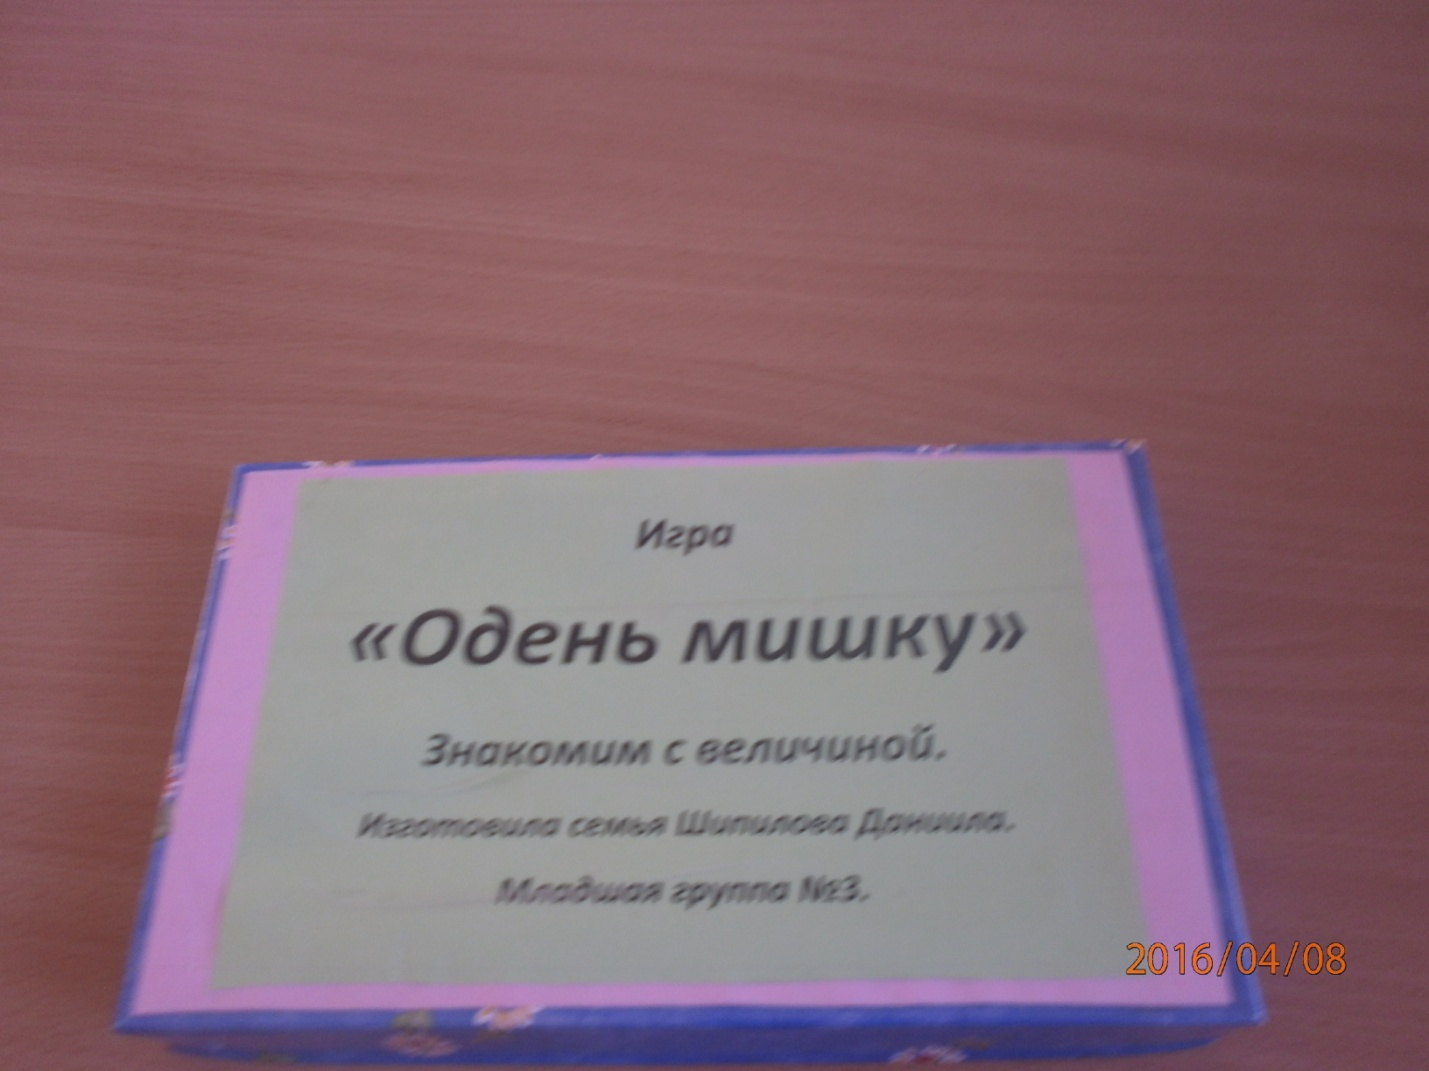 Игра
«Одень мишку»
Знакомим с величиной.
Изготовила семья Шипилова Даниила.
Младшая группа №3.
2016/04/08